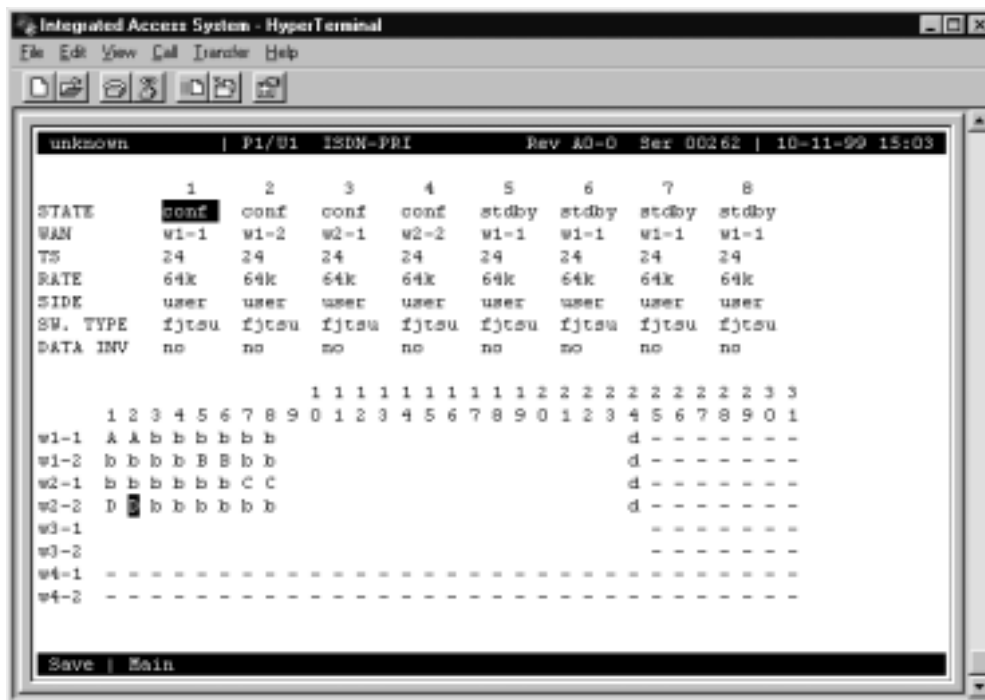 Integrated Access System - HyperTerminal
File Edit View Call Transfer Help
unknown | P1/U1 ISDN-PRI Rev A0-0 Ser 00262 | 10-11-99 15:03
1 2 3 4 5 6 7 8
STATE conf conf conf conf stdby stdby stdby stdby
WAN w1-1 w1-2 w2-1 w2-2 w1-1 w1-1 w1-1 w1-1
TS 24 24 24 24 24 24 24 24
RATE 64k 64k 64k 64k 64k 64k 64k 64k
SIDE user user user user user user user user
SW. TYPE fjtsu fjtsu fjtsu fjtsu fjtsu fjtsu fjtsu fjtsu
DATA INV no no no no no no no no
1 1 1 1 1 1 1 1 1 1 2 2 2 2 2 2 2 2 2 2 3 3
1 2 3 4 5 6 7 8 9 0 1 2 3 4 5 6 7 8 9 0 1 2 3 4 5 6 7 8 9 0 1
w1-1 A A b b b b b b d - - - - - - -
w1-2 b b b b B B b b d - - - - - - -
w2-1 b b b b b b C C d - - - - - - -
w2-2 D D b b b b b b d - - - - - - -
w3-1 - - - - - - -
w3-2 - - - - - - -
w4-1 - - - - - - - - - - - - - - - - - - - - - - - - - - - - - - -
w4-2 - - - - - - - - - - - - - - - - - - - - - - - - - - - - - - -
Save | Main